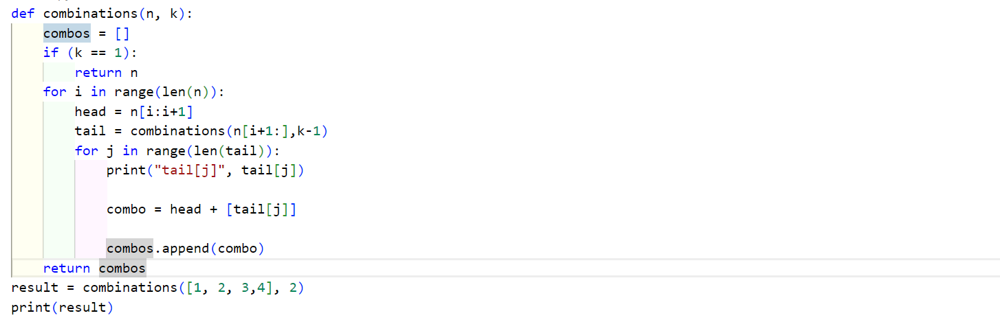 def combinations(n, k):
    combos = []
    if (k == 1):
        return n
    for i in range(len(n)):
        head = n[i:i+1]
        tail = combinations(n[i+1:],k-1)
        for j in range(len(tail)):
            print("tail[j]", tail[j])
            combo = head + [tail[j]]
            combos.append(combo)
    return combos
result = combinations([1, 2, 3,4], 2)
print(result)